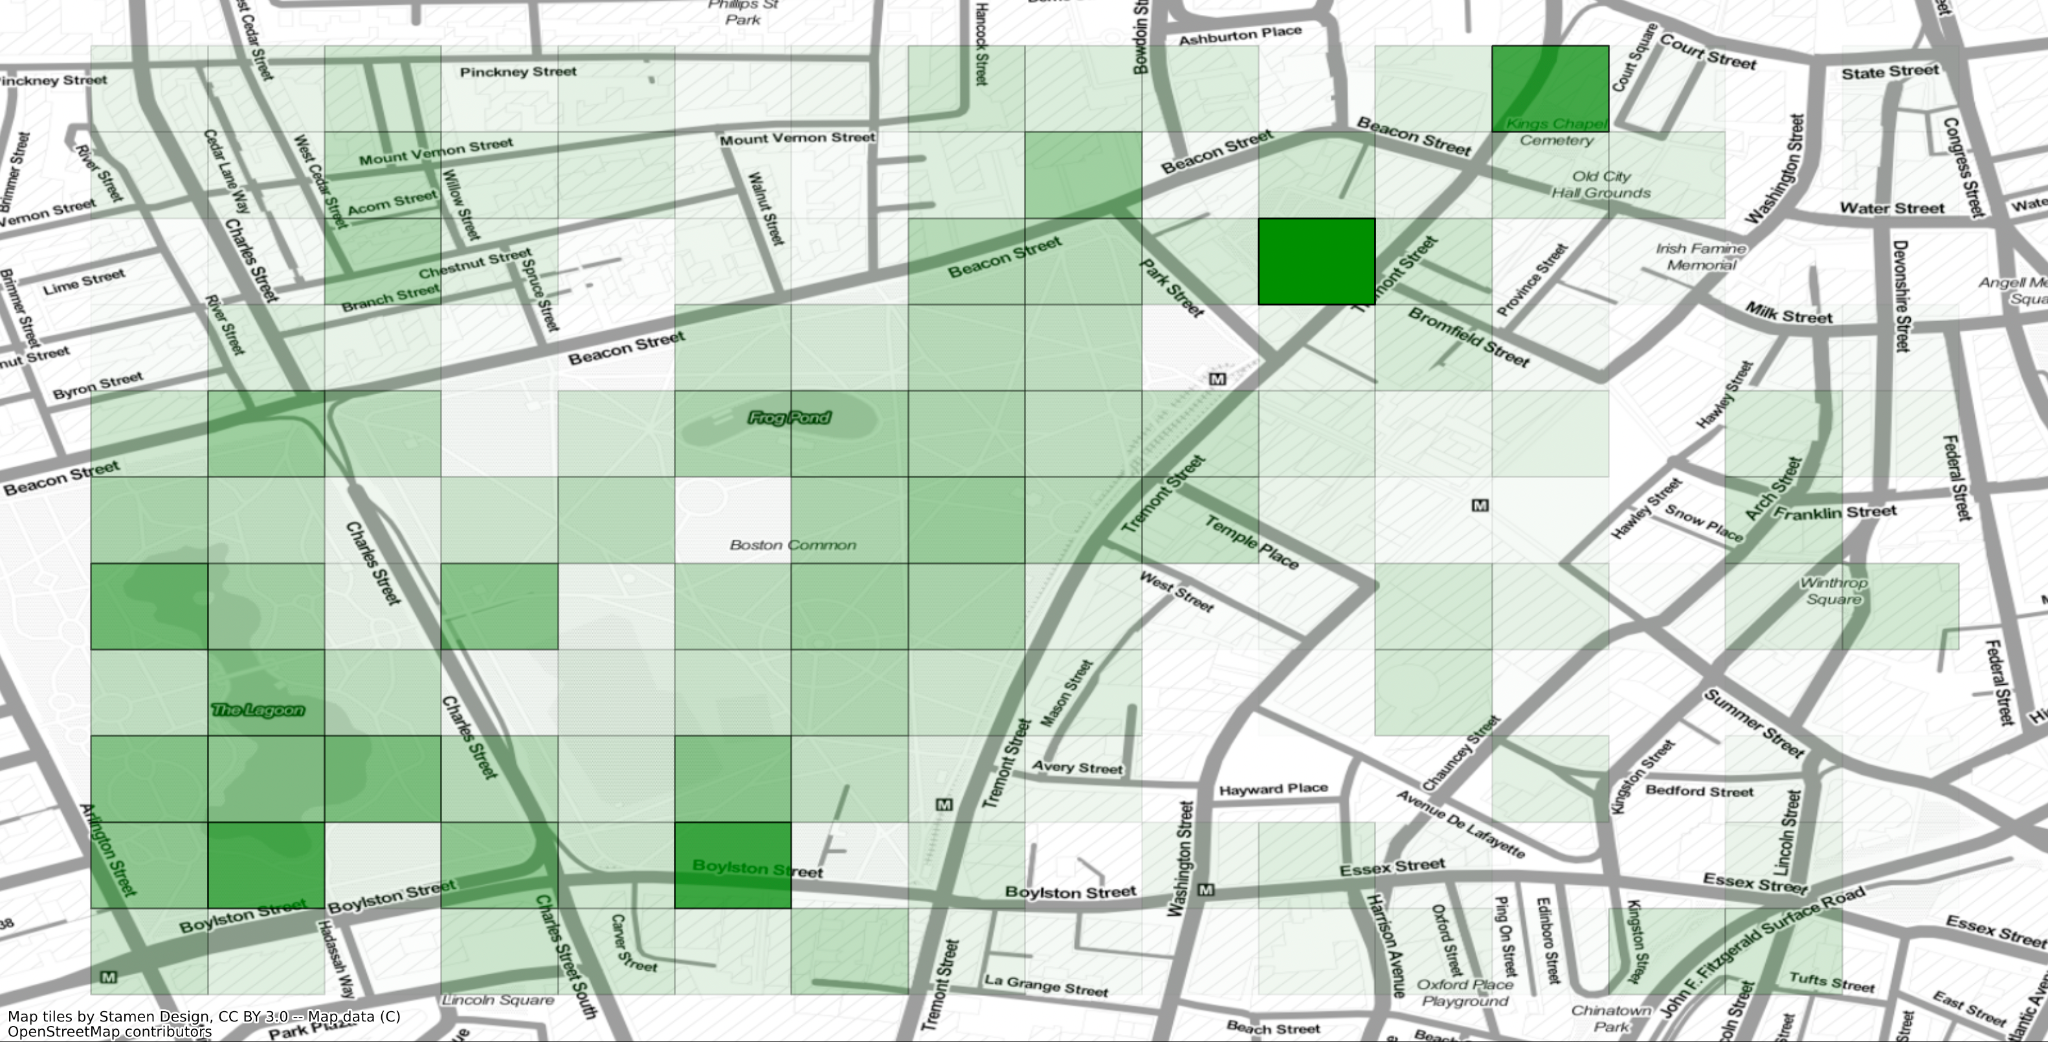 Phillips St
Park
Ashburton Place
Court Square
Court Street
State Street
Hancock Street
Bowdoin St
Pinckney Street
West Cedar Street
Kings Chapel
Cemetery
Beacon Street
Mount Vernon Street
Mount Vernon Street
Beacon Street
Old City
Hall Grounds
Washington Street
Congress Street
Water Street
Brimmer Street
River Street
Cedar Lane Way
Acorn Street
Willow Street
Walnut Street
Vernon Street
Charles Street
Chestnut Street
Spruce Street
Branch Street
Beacon Street
Park Street
Tremont Street
Province Street
Irish Famine
Memorial
Devonshire Street
Lime Street
Brimmer Street
River Street
Beacon Street
Bromfield Street
Milk Street
Byron Street
M
Hawley Street
Frog Pond
Federal Street
Beacon Street
Tremont Street
M
Hawley Street
Snow Place
Arch Street
Franklin Street
Temple Place
Boston Common
Charles Street
West Street
Winthrop
Square
Federal Street
The Lagoon
Charles Street
Mason Street
Summer Street
Chauncey Street
Kingston Street
Tremont Street
Avery Street
Hayward Place
Bedford Street
M
Avenue De Lafayette
Lincoln Street
Arlington Street
Washington Street
Boylston Street
Essex Street
Essex Street
Boylston Street
M
Boylston Street
Boylston Street
Hadassah Way
Charles Street South
Carver Street
Tremont Street
Harrison Avenue
Oxford Street
Ping On Street
Edinboro Street
Kingston Street
John F. Fitzgerald Surface Road
Essex Street
M
La Grange Street
Oxford Place
Playground
Tufts Street
Lincoln Square
East Street
Chinatown
Park
Beach Street
Map tiles by Stamen Design, CC BY 3.0 -- Map data (C)
OpenStreetMap contributors